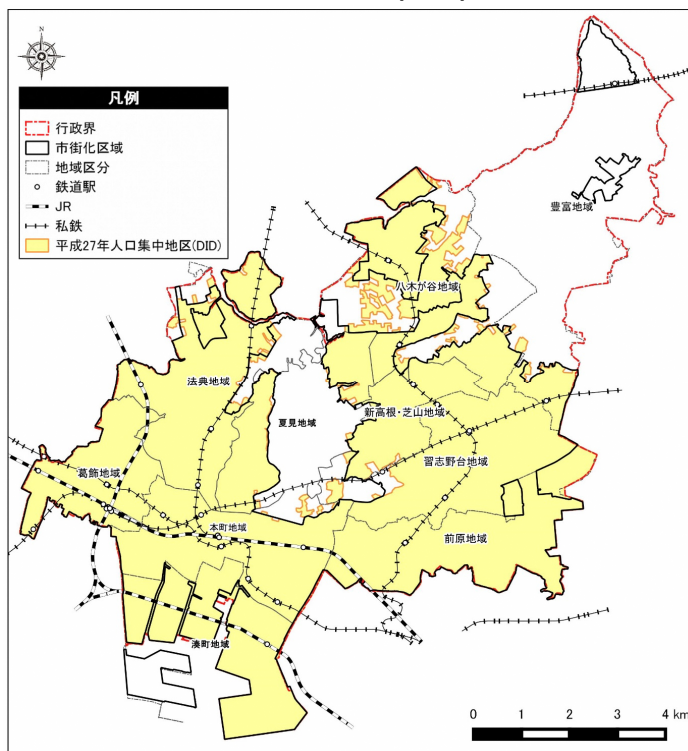 N
凡例
行政界
市街化区域
地域区分
鉄道駅
JR
私鉄
平成27年人口集中地区(DID)
豊富地域
八木が谷地域
法典地域
夏見地域
新高根・芝山地域
習志野台地域
葛飾地域
本町地域
前原地域
湊町地域
0 1 2 3 4 km